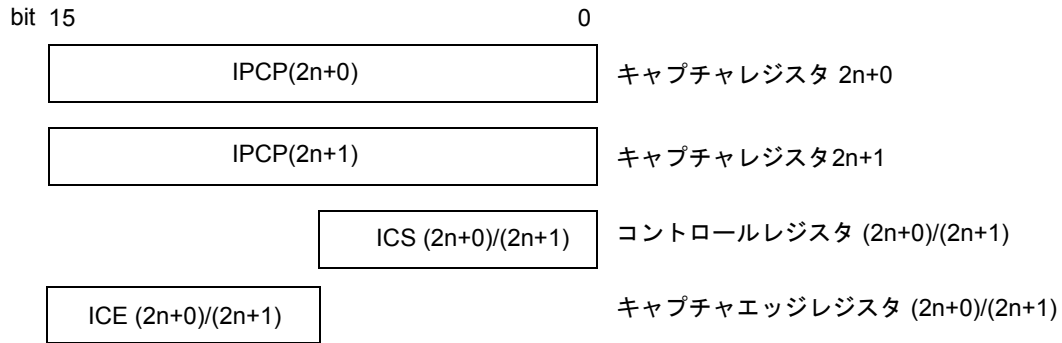 bit 15 0
IPCP(2n+0) キャプチャレジスタ 2n+0
IPCP(2n+1) キャプチャレジスタ2n+1
ICS (2n+0)/(2n+1) コントロールレジスタ (2n+0)/(2n+1)
ICE (2n+0)/(2n+1) キャプチャエッジレジスタ (2n+0)/(2n+1)